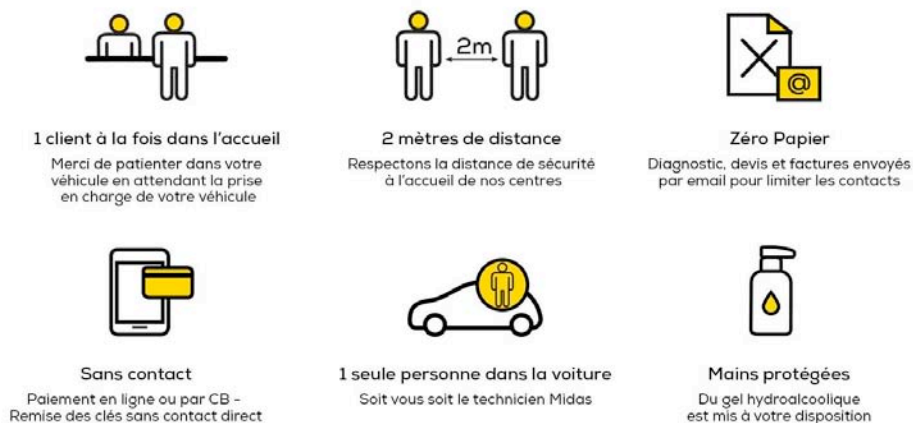 2m
@
1 client à la fois dans l'accueil
Merci de patienter dans votre
véhicule en attendant la prise
en charge de votre véhicule
2 mètres de distance
Respectons la distance de sécurité
à l'accueil de nos centres
Zéro Papier
Diagnostic, devis et factures envoyés
par email pour limiter les contacts
Sans contact
Paiement en ligne ou par CB -
Remise des clés sans contact direct
1 seule personne dans la voiture
Soit vous soit le technicien Midas
Mains protégées
Du gel hydroalcoolique
est mis à votre disposition